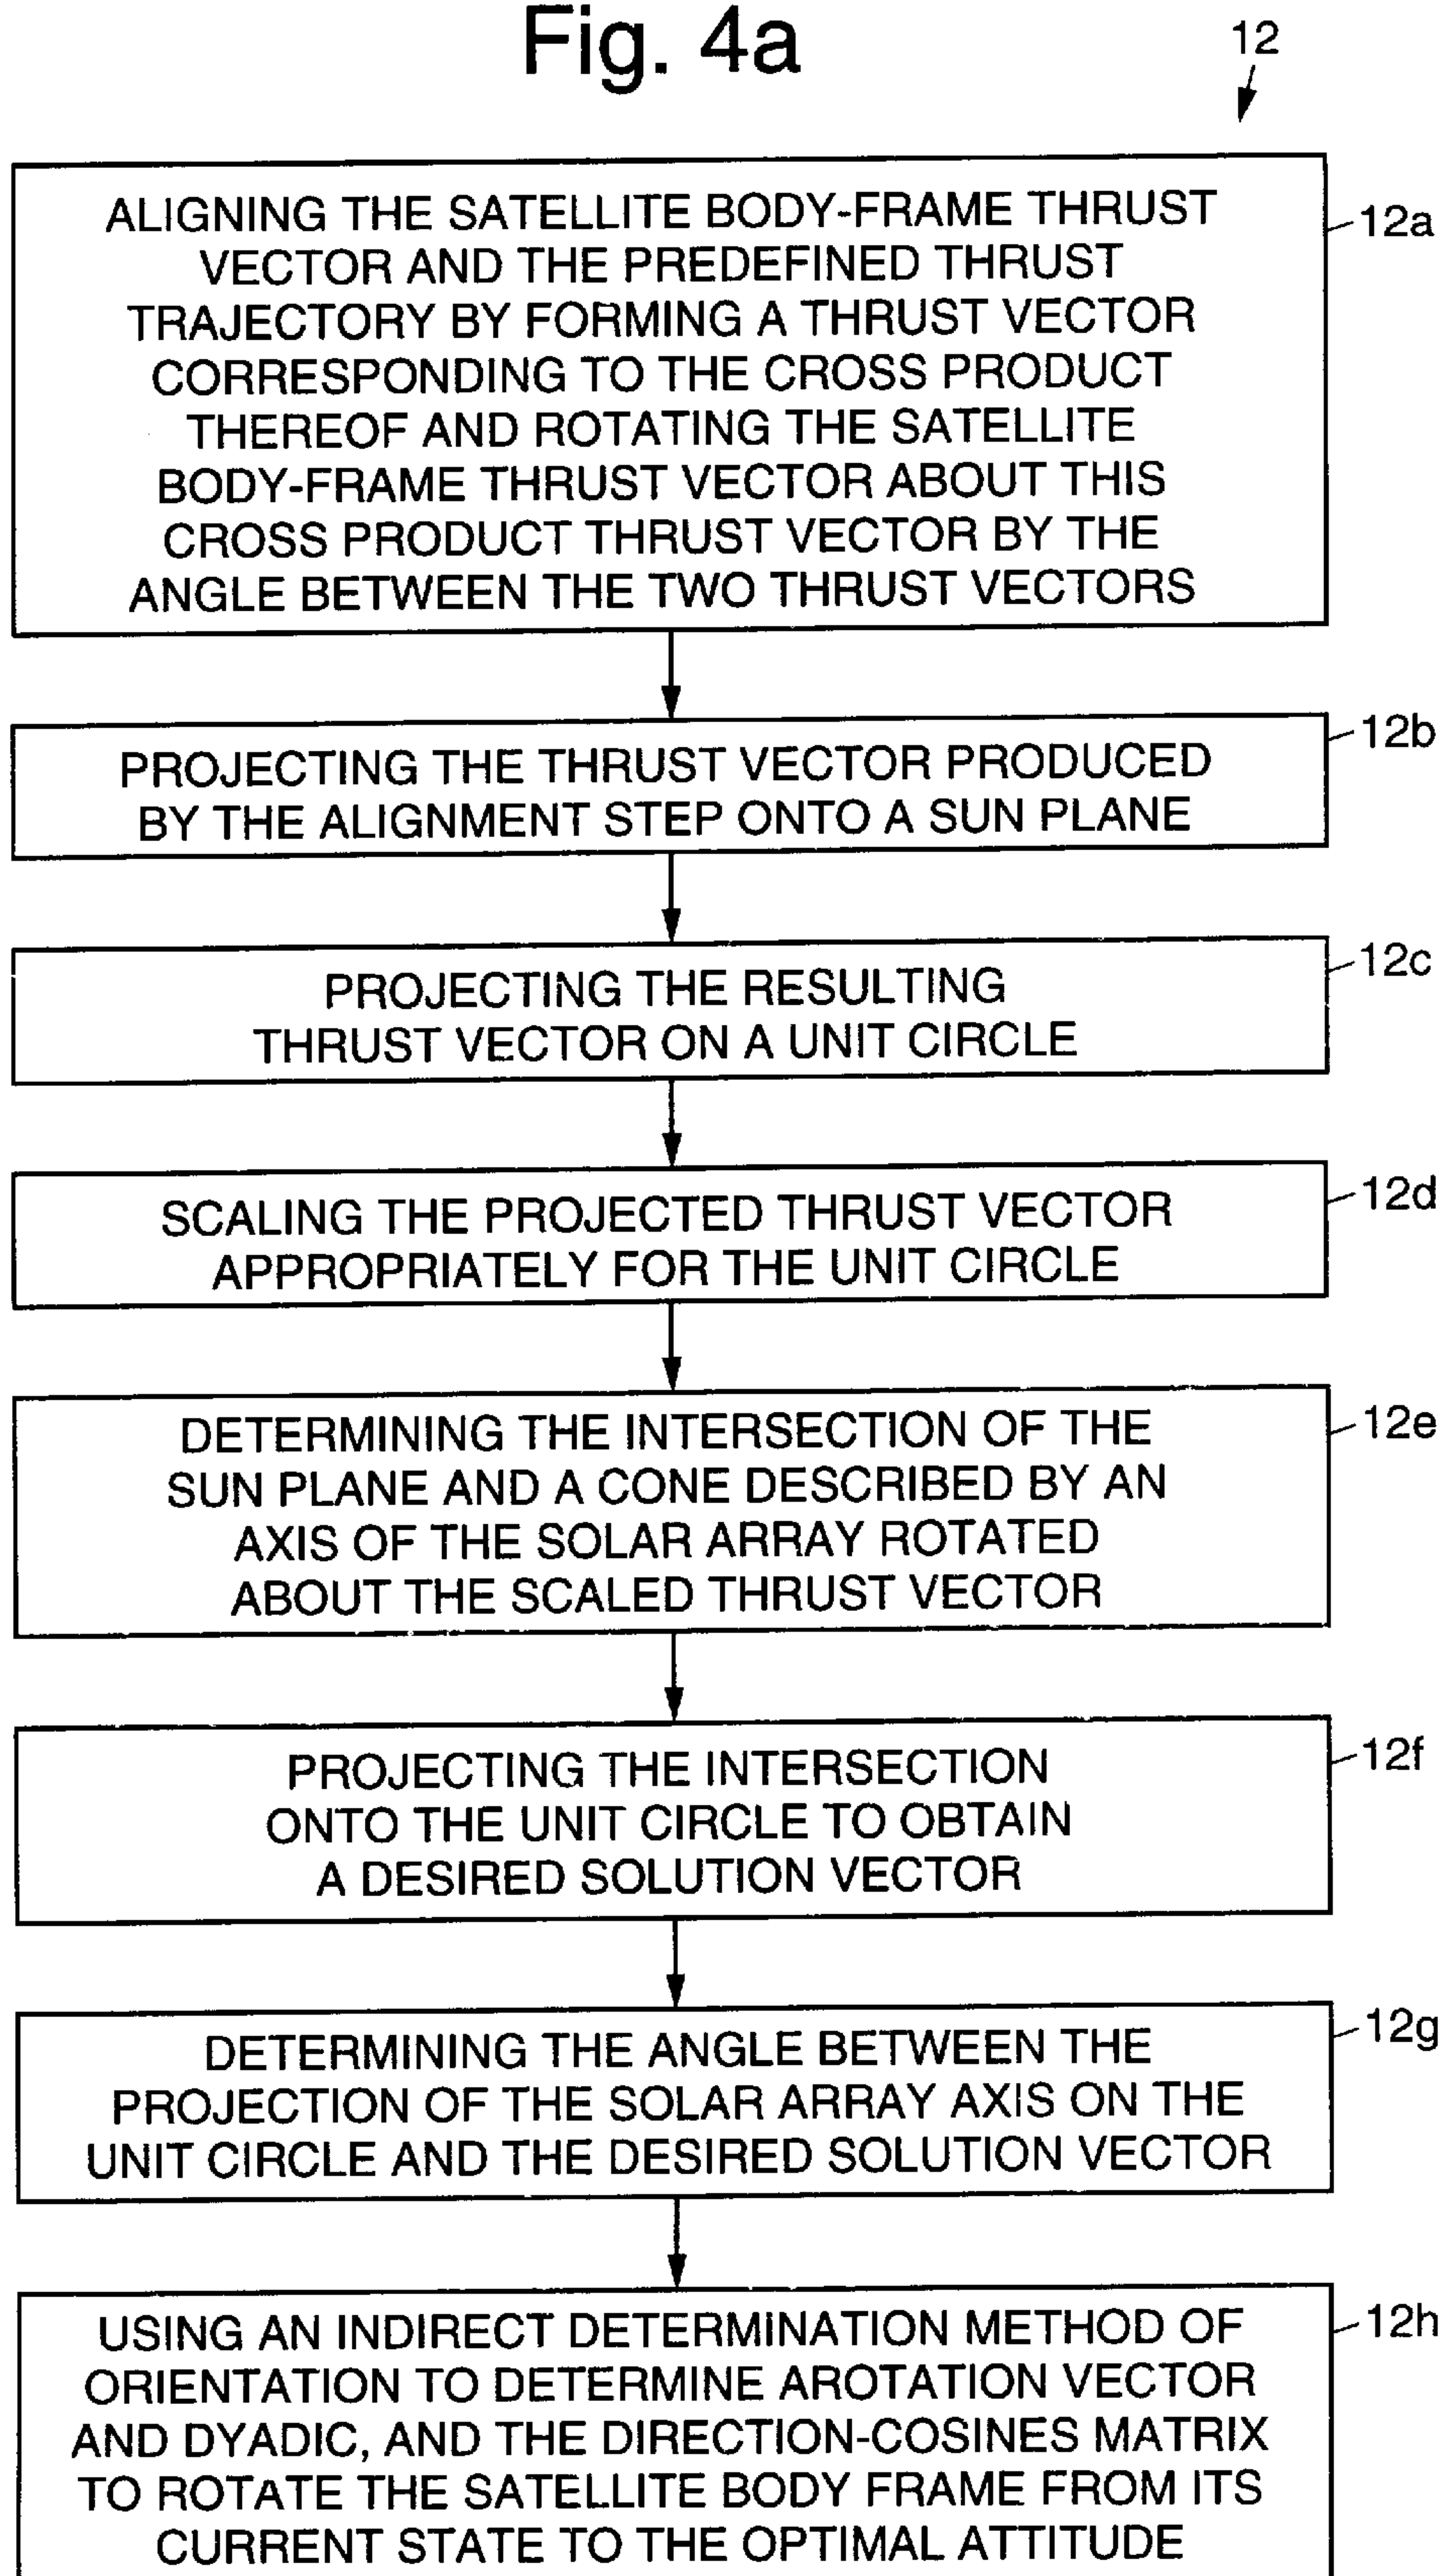 Fig. 4a
12
ALIGNING THE SATELLITE BODY-FRAME THRUST
VECTOR AND THE PREDEFINED THRUST
TRAJECTORY BY FORMING A THRUST VECTOR
CORRESPONDING TO THE CROSS PRODUCT
THEREOF AND ROTATING THE SATELLITE
BODY-FRAME THRUST VECTOR ABOUT THIS
CROSS PRODUCT THRUST VECTOR BY THE
ANGLE BETWEEN THE TWO THRUST VECTORS
12a
PROJECTING THE THRUST VECTOR PRODUCED
BY THE ALIGNMENT STEP ONTO A SUN PLANE
12b
PROJECTING THE RESULTING
THRUST VECTOR ON A UNIT CIRCLE
12c
SCALING THE PROJECTED THRUST VECTOR
APPROPRIATELY FOR THE UNIT CIRCLE
12d
DETERMINING THE INTERSECTION OF THE
SUN PLANE AND A CONE DESCRIBED BY AN
AXIS OF THE SOLAR ARRAY ROTATED
ABOUT THE SCALED THRUST VECTOR
12e
PROJECTING THE INTERSECTION
ONTO THE UNIT CIRCLE TO OBTAIN
A DESIRED SOLUTION VECTOR
12f
DETERMINING THE ANGLE BETWEEN THE
PROJECTION OF THE SOLAR ARRAY AXIS ON THE
UNIT CIRCLE AND THE DESIRED SOLUTION VECTOR
12g
USING AN INDIRECT DETERMINATION METHOD OF
ORIENTATION TO DETERMINE AROTATION VECTOR
AND DYADIC, AND THE DIRECTION-COSINES MATRIX
TO ROTATE THE SATELLITE BODY FRAME FROM ITS
CURRENT STATE TO THE OPTIMAL ATTITUDE
12h